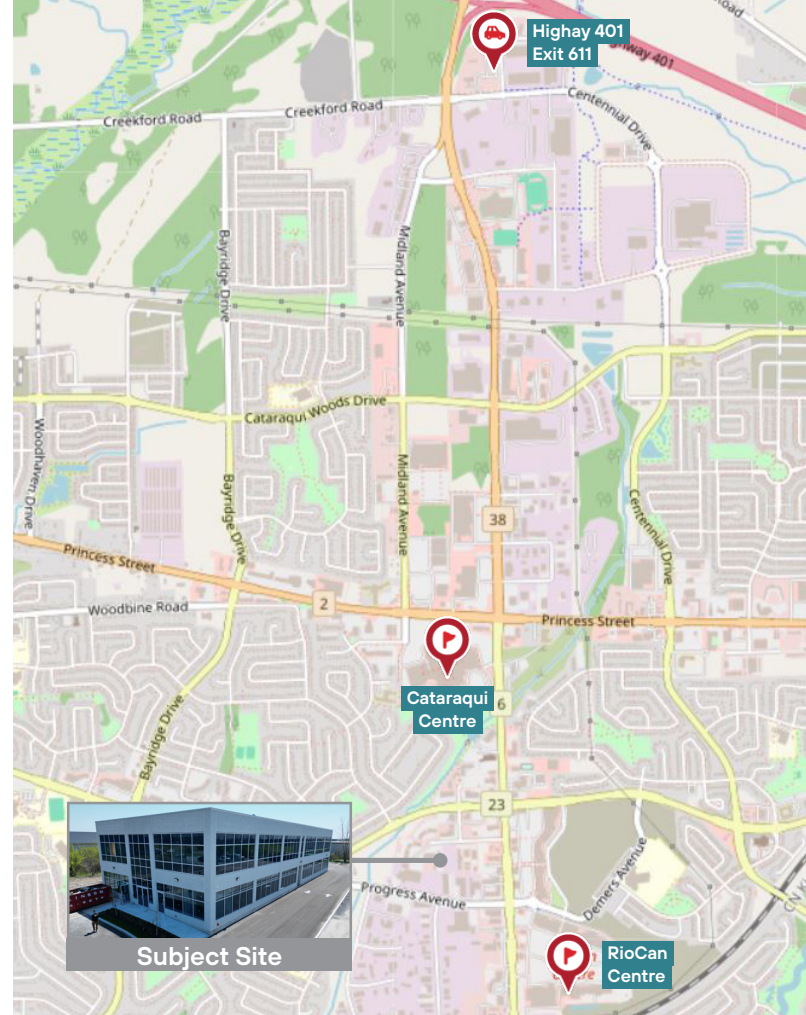 Highay 401
Exit 611
Highway 401
Creekford Road
Creekford Road
Centennial Drive
Bayridge Drive
Midland Avenue
Cataraqui Woods Drive
Woodhaven Drive
Bayridge Drive
Midland Avenue
38
Centennial Drive
Princess Street
Woodbine Road
2
Princess Street
Cataraqui
Centre
6
Bayridge Drive
23
Demers Avenue
Progress Avenue
Subject Site
RioCan
Centre